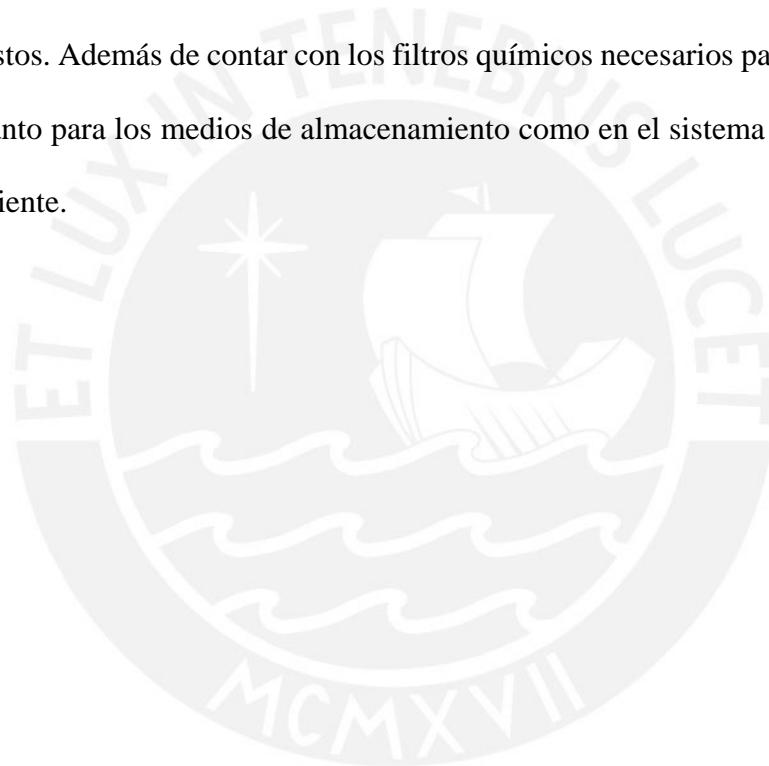 stos. Además de contar con los filtros químicos necesarios pa
nto para los medios de almacenamiento como en el sistema
iente.
ET LUX IN TENEBRIS LUCET
MCMXVII